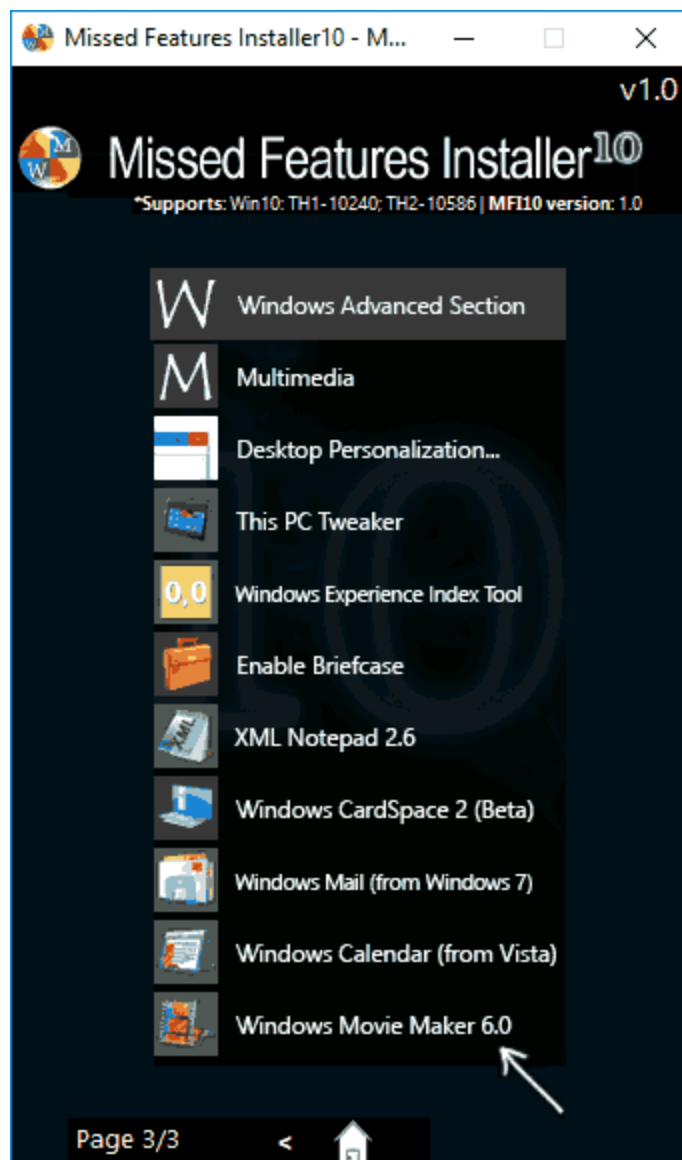 Missed Features Installer10 - M...
v1.0
M
W
Missed Features Installer10
*Supports: Win10: TH1-10240; TH2-10586 | MFI10 version: 1.0
W Windows Advanced Section
M Multimedia
Desktop Personalization...
This PC Tweaker
0,0 Windows Experience Index Tool
Enable Briefcase
XML XML Notepad 2.6
Windows CardSpace 2 (Beta)
Windows Mail (from Windows 7)
Windows Calendar (from Vista)
Windows Movie Maker 6.0
Page 3/3 <